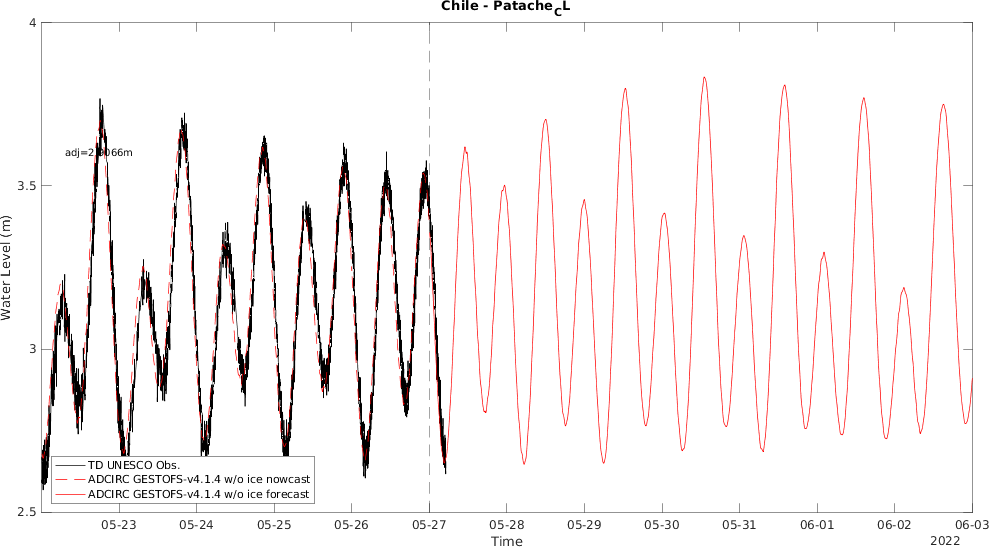 Chile - Patache_CL
4
3.5
3
2.5
Water Level (m)
adj=2.9066m
TD UNESCO Obs.
ADCIRC GESTOFS-v4.1.4 w/o ice nowcast
ADCIRC GESTOFS-v4.1.4 w/o ice forecast
05-23 05-24 05-25 05-26 05-27 05-28 05-29 05-30 05-31 06-01 06-02 06-03
Time
2022